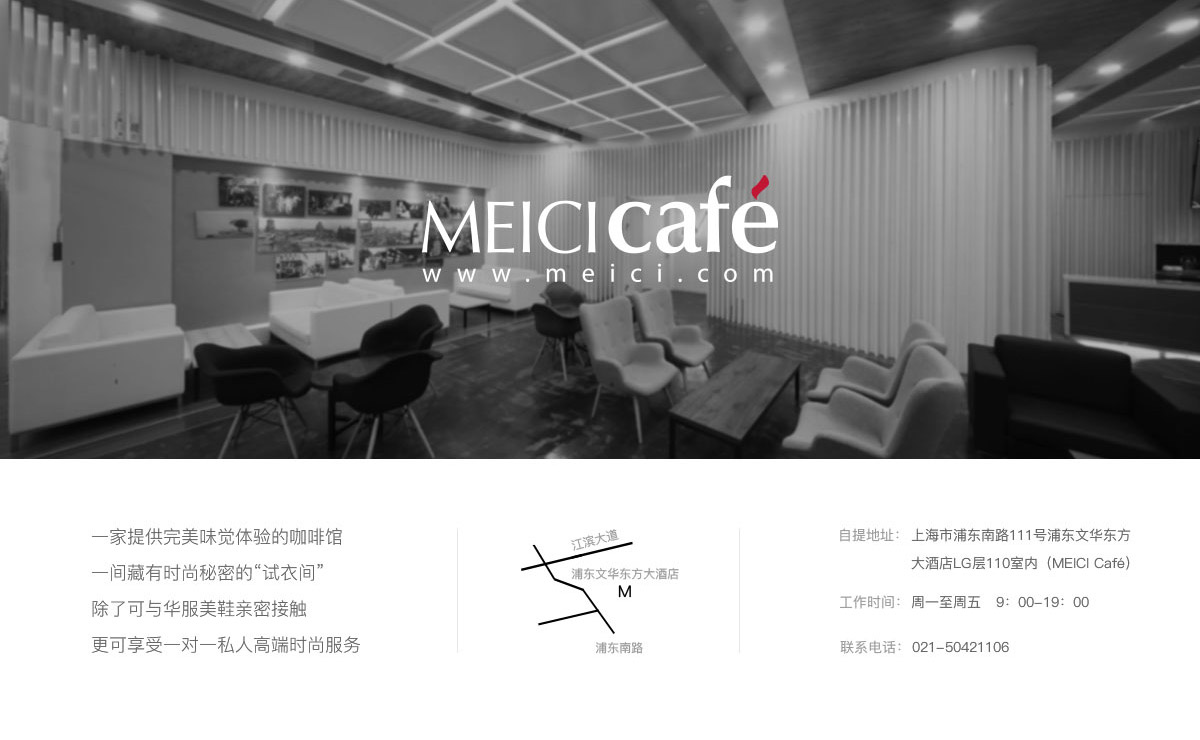 MEICI café
www.meici.com
一家提供完美味觉体验的咖啡馆
一间藏有时尚秘密的“试衣间”
除了可与华服美鞋亲密接触
更可享受一对一私人高端时尚服务
江滨大道
浦东文华东方大酒店
M
浦东南路
自提地址： 上海市浦东南路111号浦东文华东方
大酒店LG层110室内（MEICI Café）
工作时间： 周一至周五 9：00-19：00
联系电话： 021-50421106